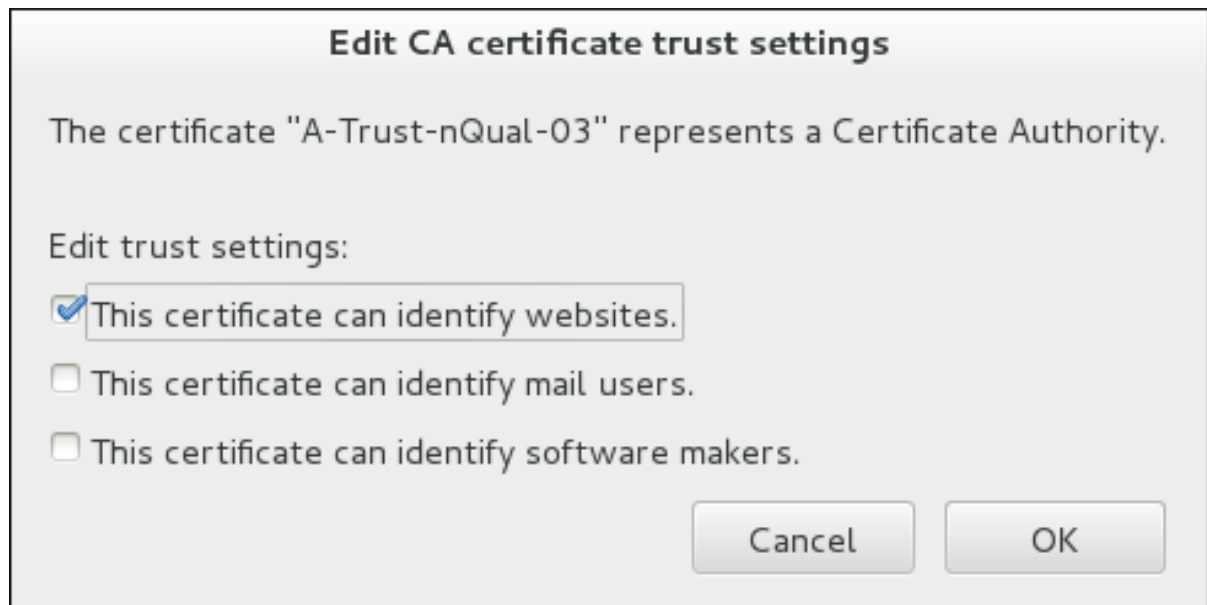 Edit CA certificate trust settings
The certificate "A-Trust-nQual-03" represents a Certificate Authority.
Edit trust settings:
This certificate can identify websites.
This certificate can identify mail users.
This certificate can identify software makers.
Cancel OK